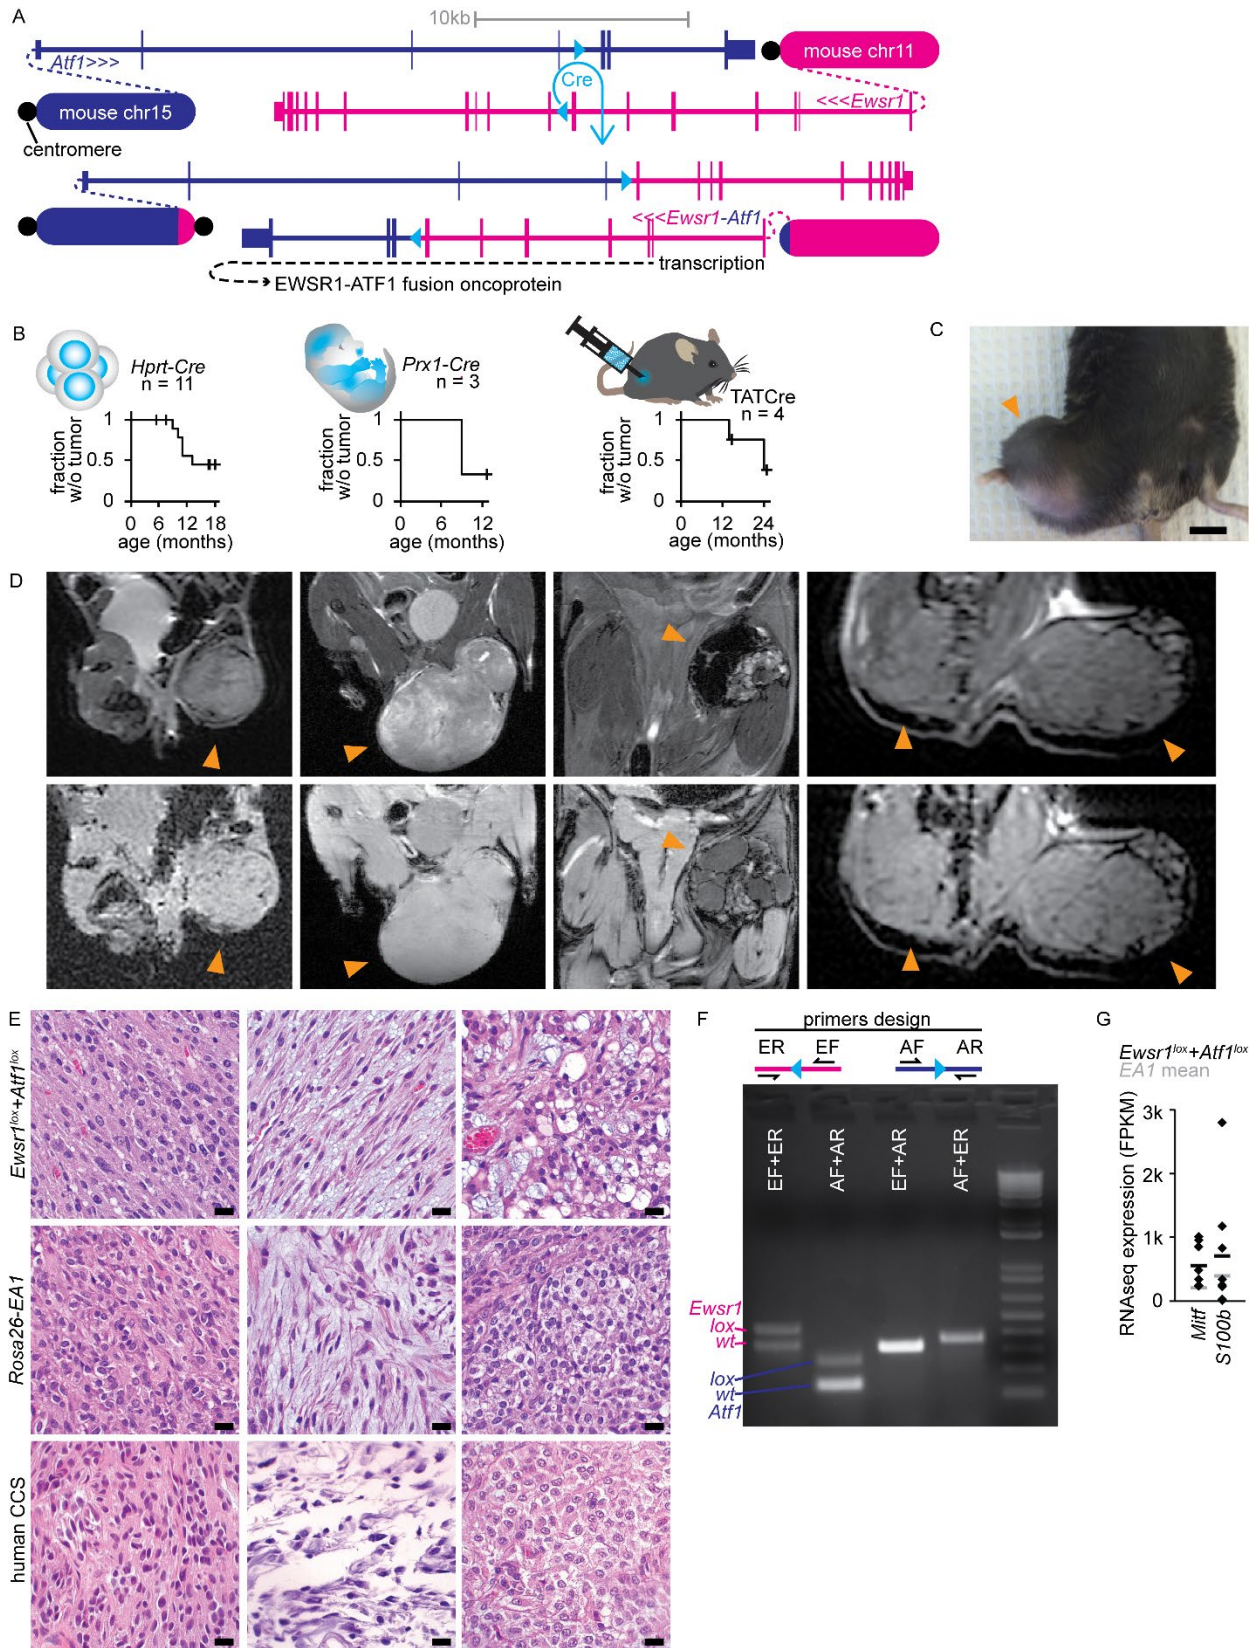 A
10kb
Atf1>>>
mouse chr11
Cre
mouse chr15
<<<Ewsr1
centromere
<<<Ewsr1-Atf1
transcription
EWSR1-ATF1 fusion oncoprotein
B
Hprt-Cre
n = 11
fraction
w/o tumor
1
0.5
0
0 6 12 18
age (months)
Prx1-Cre
n = 3
fraction
w/o tumor
1
0.5
0
0 6 12
age (months)
TATCre
n = 4
fraction
w/o tumor
1
0.5
0
0 12 24
age (months)
C
D
E
Ewsr1lox+Atf1lox
Rosa26-EA1
human CCS
F
primers design
ER EF AF AR
EF+ER
AF+AR
EF+AR
AF+ER
Ewsr1
lox
wt
lox
wt
Atf1
G
Ewsr1lox+Atf1lox
EA1 mean
RNAseq expression (FPKM)
3k
2k
1k
0
Mitf
S100b